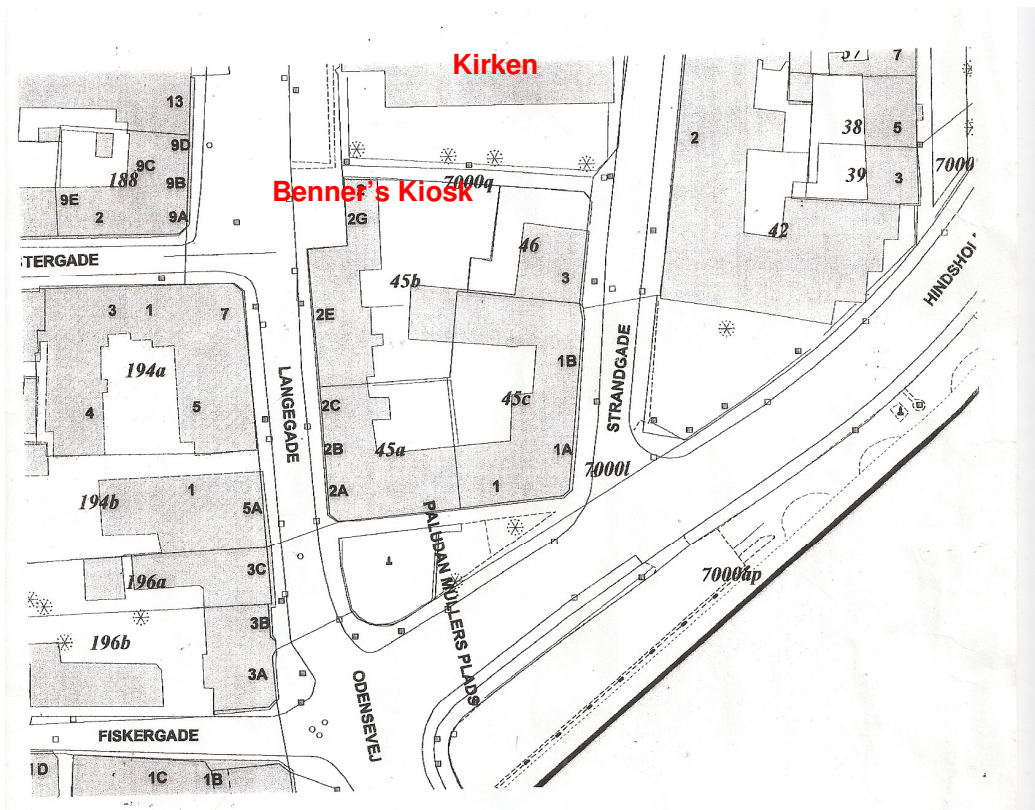 Kirken
Benner's Kiosk
13
9D
9C
188
9B
9E
2
9A
7000q
2G
46
45b
3
2
37
7
38
5
39
3
7000
42
HINDSHOL
STERGADE
3
1
7
194a
4
5
LANGEGADE
2E
2C
2B
45a
2A
1B
45c
1A
1
STRANDGADE
7000l
194b
1
5A
196a
3C
196b
3B
3A
PALUDAN MÜLLERS PLADS
7000ap
ODENSEVEJ
FISKERGADE
1D
1C
1B